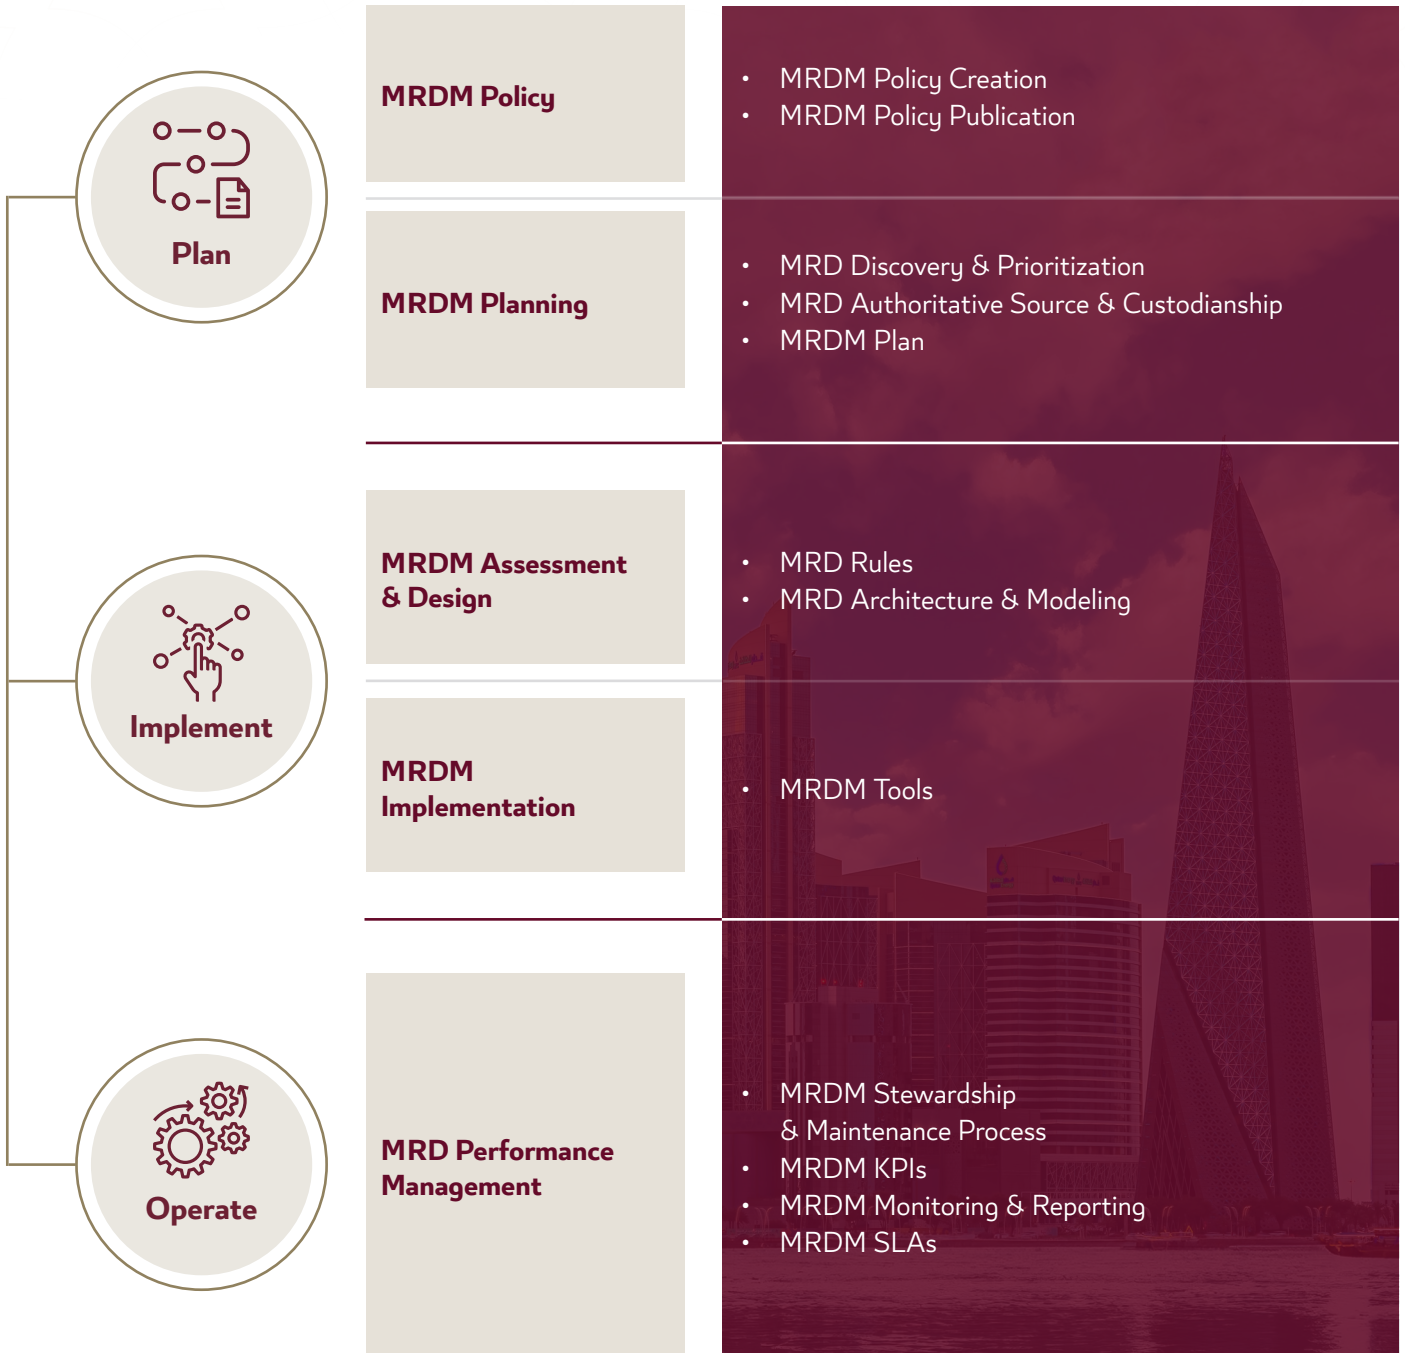 Plan
MRDM Policy
• MRDM Policy Creation
• MRDM Policy Publication
MRDM Planning
• MRD Discovery & Prioritization
• MRD Authoritative Source & Custodianship
• MRDM Plan
Implement
MRDM Assessment
& Design
• MRD Rules
• MRD Architecture & Modeling
MRDM
Implementation
• MRDM Tools
Operate
MRD Performance
Management
• MRDM Stewardship
& Maintenance Process
• MRDM KPIs
• MRDM Monitoring & Reporting
• MRDM SLAs